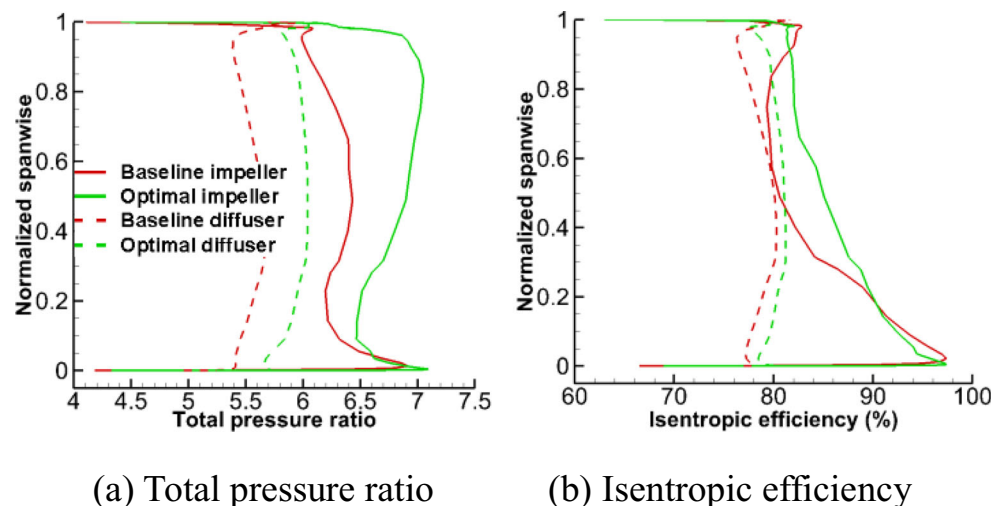 1
0.8
0.6
0.4
0.2
0
Normalized spanwise
Baseline impeller
Optimal impeller
Baseline diffuser
Optimal diffuser
4 4.5 5 5.5 6 6.5 7 7.5
Total pressure ratio
(a) Total pressure ratio
1
0.8
0.6
0.4
0.2
0
Normalized spanwise
60 70 80 90 100
Isentropic efficiency (%)
(b) Isentropic efficiency